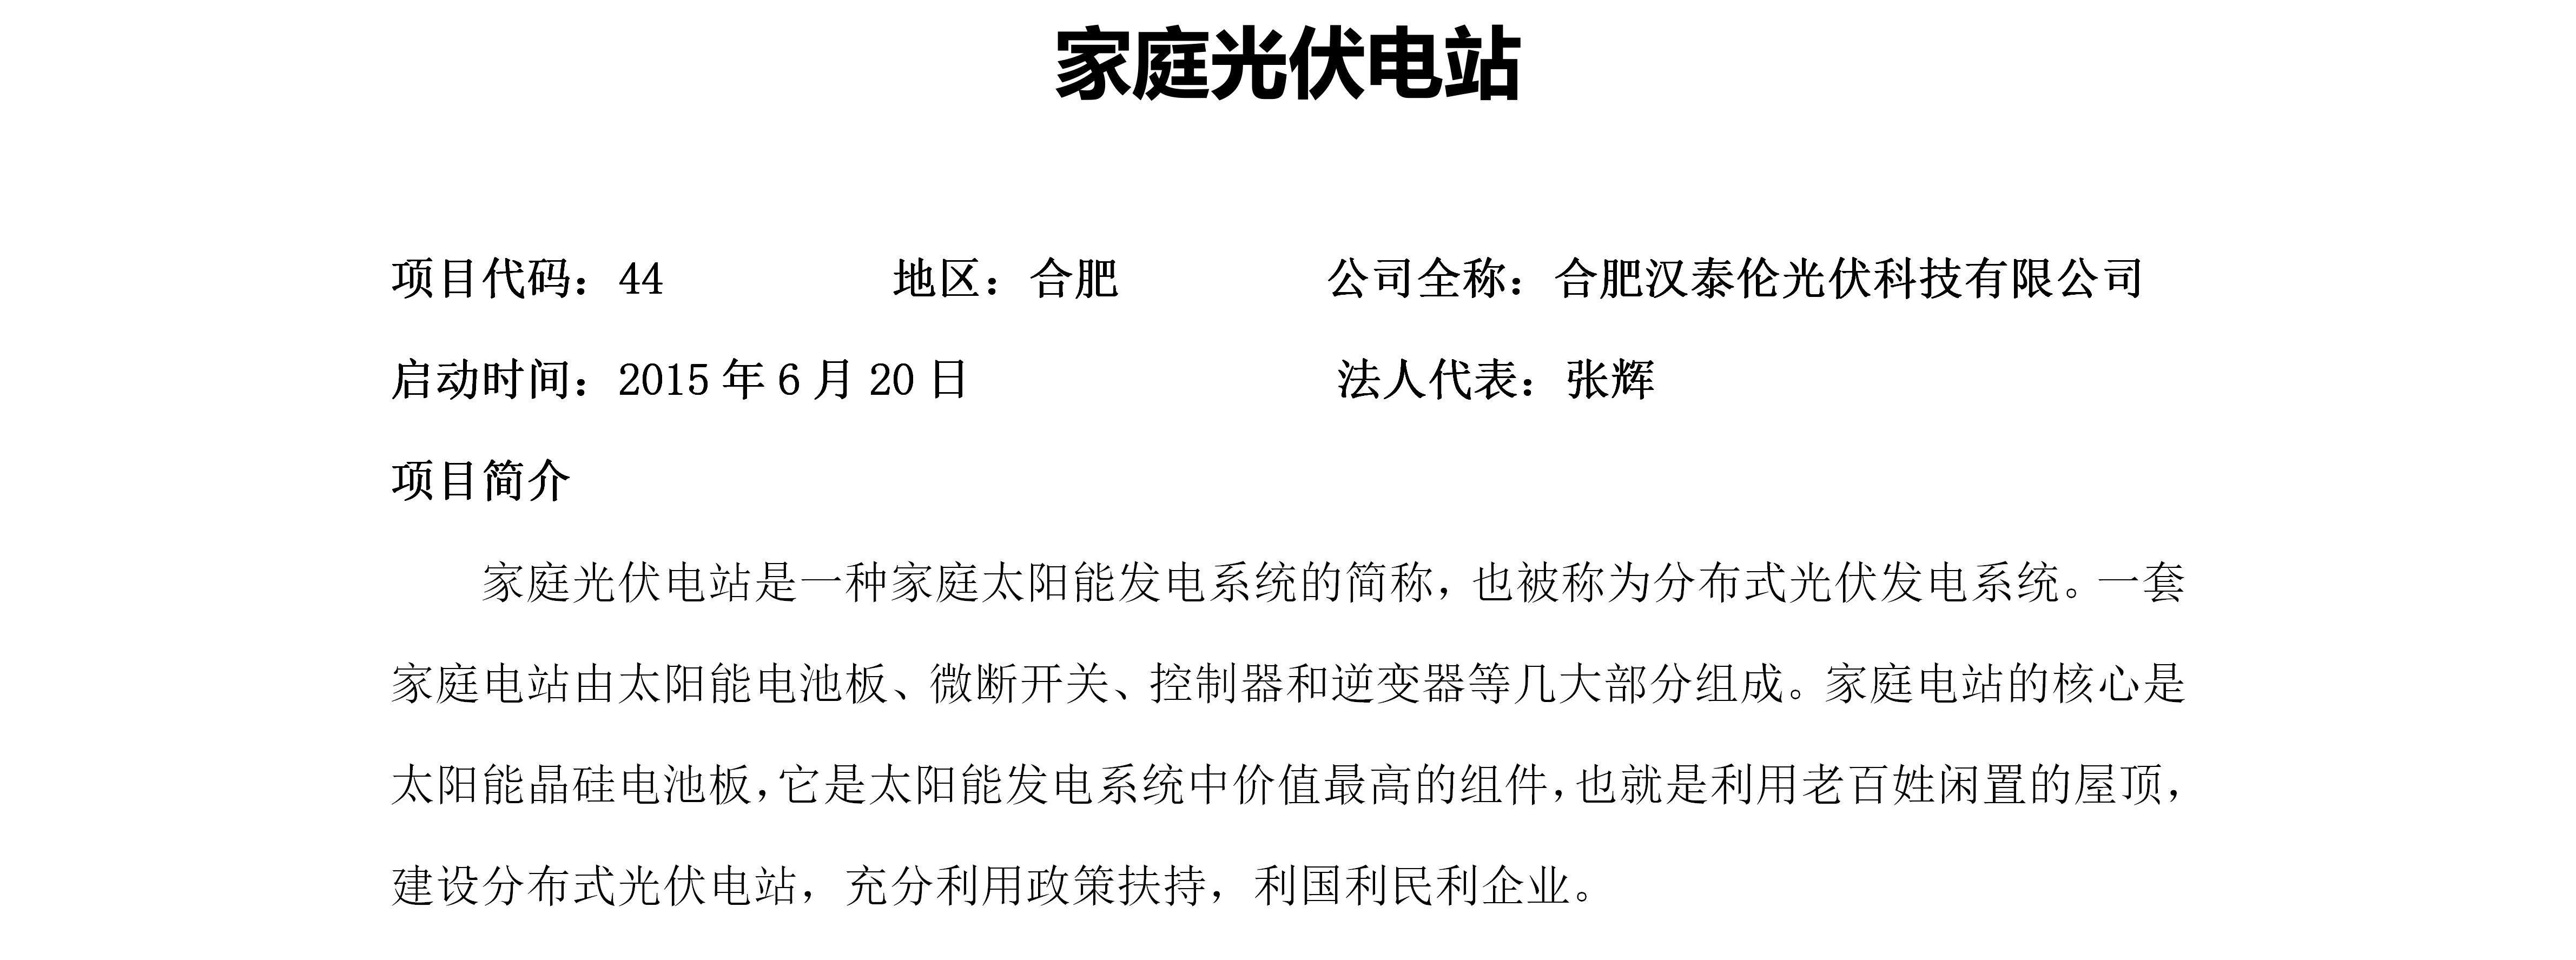 家庭光伏电站
项目代码：44 地区：合肥 公司全称：合肥汉泰伦光伏科技有限公司
启动时间：2015 年 6 月 20 日 法人代表：张辉
项目简介
家庭光伏电站是一种家庭太阳能发电系统的简称，也被称为分布式光伏发电系统。一套
家庭电站由太阳能电池板、微断开关、控制器和逆变器等几大部分组成。家庭电站的核心是
太阳能晶硅电池板，它是太阳能发电系统中价值最高的组件，也就是利用老百姓闲置的屋顶，
建设分布式光伏电站，充分利用政策扶持，利国利民利企业。